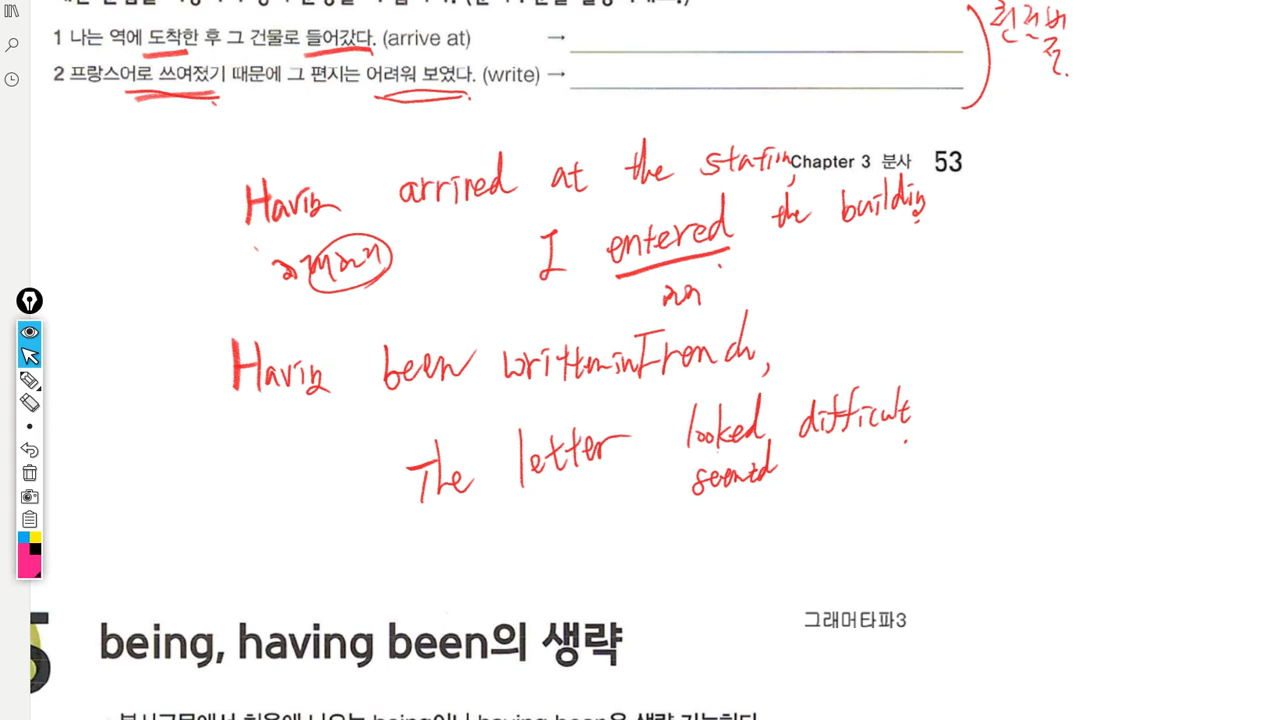 1 나는 역에 도착한 후 그 건물로 들어갔다. (arrive at) →
2 프랑스어로 쓰여졌기 때문에 그 편지는 어려워 보였다. (write) →
Chapter 3 분사 53
Having arrived at the station,
I entered the building.
Having been written in French,
The letter looked difficult.
seemed
그래머타파3
being, having been의 생략